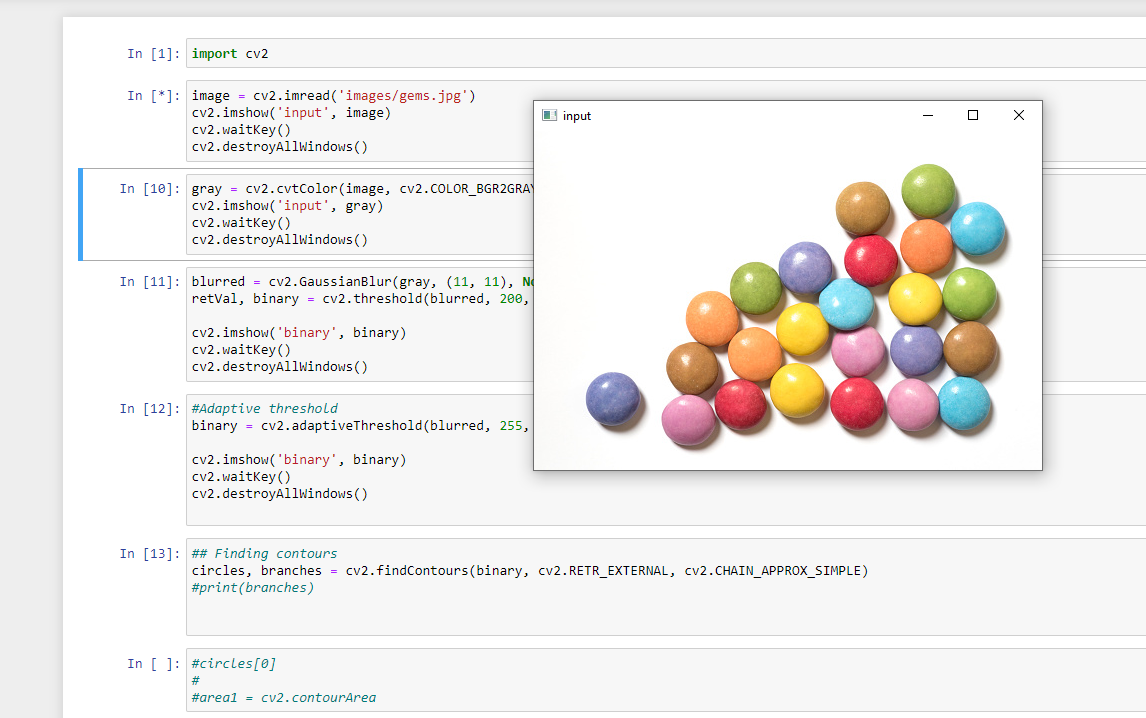 In [1]: import cv2
In [*]: image = cv2.imread('images/gems.jpg')
cv2.imshow('input', image)
cv2.waitKey()
cv2.destroyAllWindows()
input
In [10]: gray = cv2.cvtColor(image, cv2.COLOR_BGR2GRAY
cv2.imshow('input', gray)
cv2.waitKey()
cv2.destroyAllWindows()
In [11]: blurred = cv2.GaussianBlur(gray, (11, 11), No
retVal, binary = cv2.threshold(blurred, 200,
cv2.imshow('binary', binary)
cv2.waitKey()
cv2.destroyAllWindows()
In [12]: #Adaptive threshold
binary = cv2.adaptiveThreshold(blurred, 255,
cv2.imshow('binary', binary)
cv2.waitKey()
cv2.destroyAllWindows()
In [13]: ## Finding contours
circles, branches = cv2.findContours(binary, cv2.RETR_EXTERNAL, cv2.CHAIN_APPROX_SIMPLE)
#print(branches)
In [ ]: #circles[0]
#
#area1 = cv2.contourArea